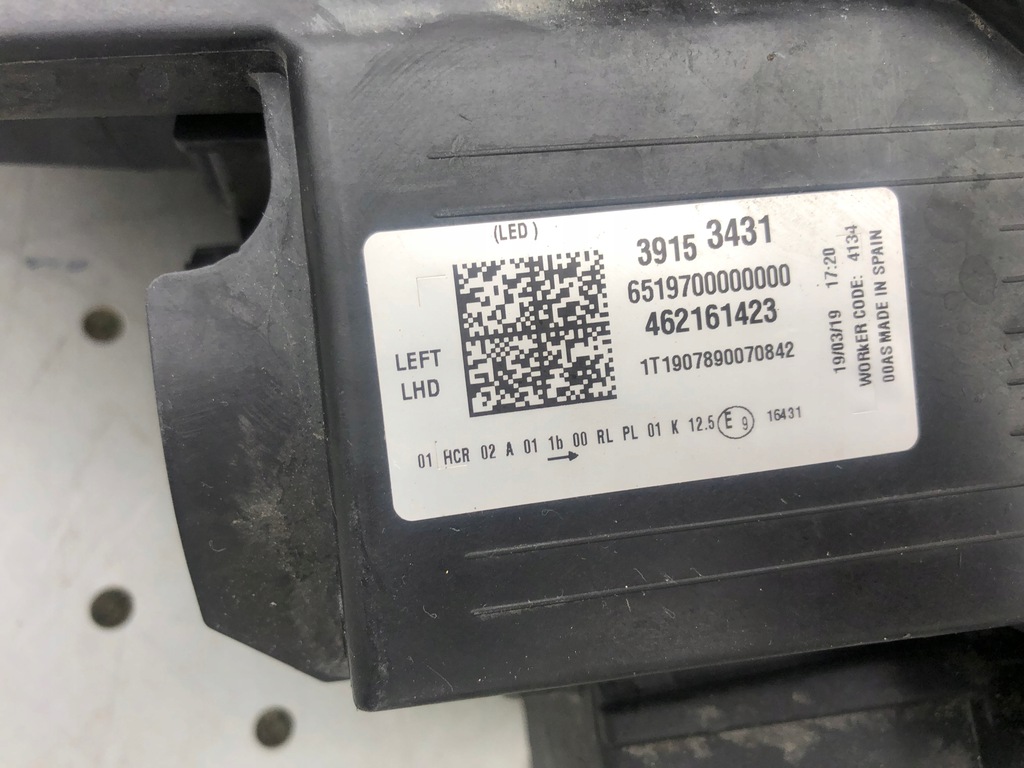 (LED )
3915 3431
6519700000000
462161423
1T1907890070842
LEFT
LHD
01 HCR 02 A 01 1b 00 RL PL 01 K 12.5 E 9 16431
→
19/03/19 17:20
WORKER CODE: 4134
00AS MADE IN SPAIN